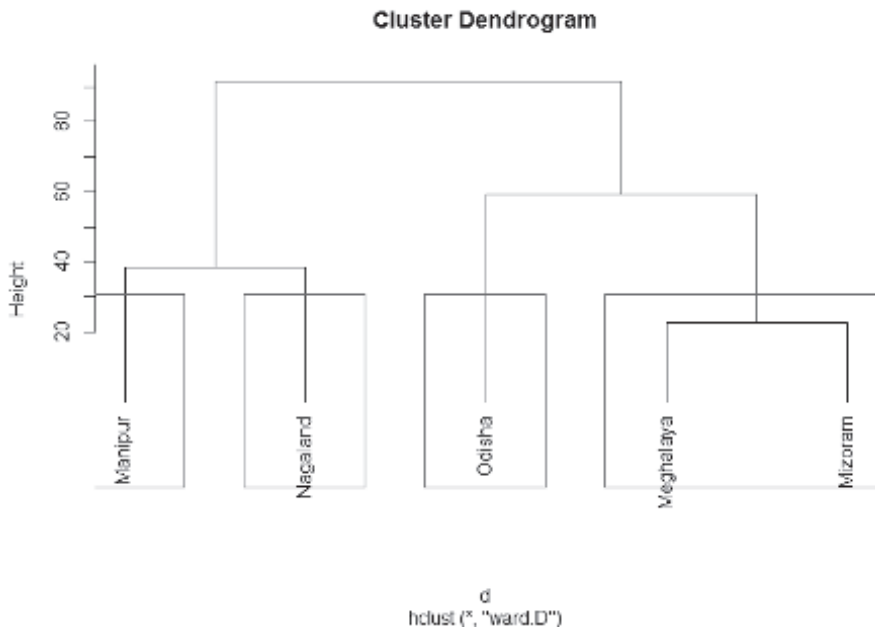 Cluster Dendrogram
Height
80
60
40
20
Manipur
Nagaland
Odisha
Meghalaya
Mizoram
d
hclust (*, "ward.D")